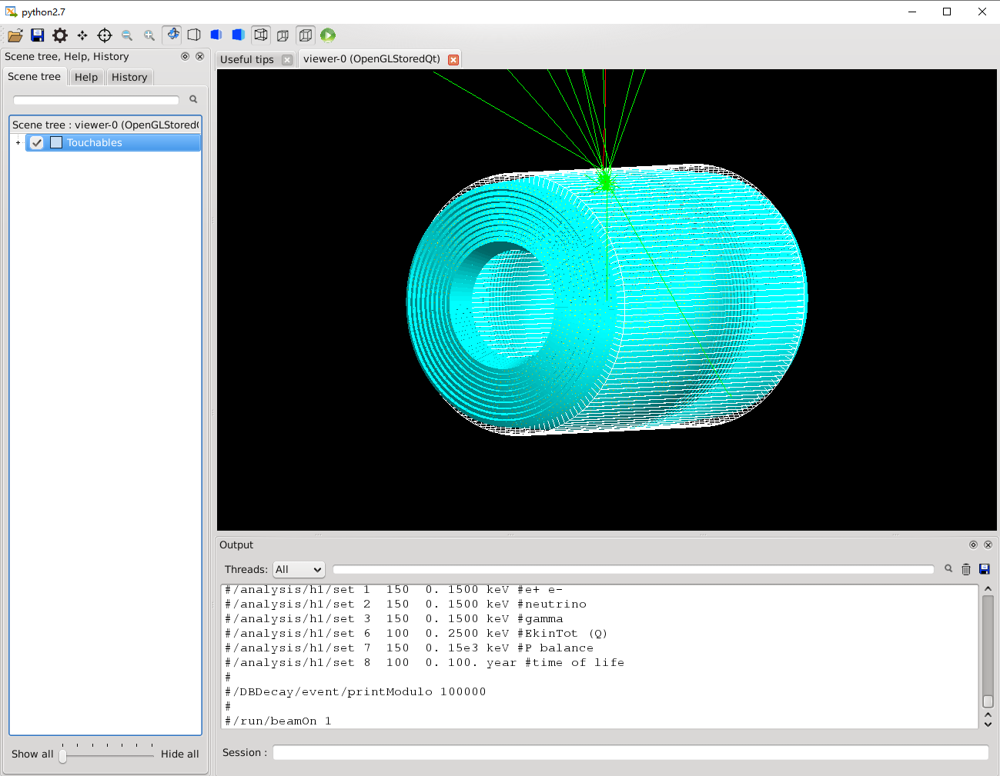 python2.7
Scene tree, Help, History
Useful tips
viewer-0 (OpenGLStoredQt)
Scene tree
Help
History
Scene tree : viewer-0 (OpenGLStored
Touchables
Show all
Hide all
Output
Threads:
All
#/analysis/h1/set 1 150 0. 1500 keV #e+ e-
#/analysis/h1/set 2 150 0. 1500 keV #neutrino
#/analysis/h1/set 3 150 0. 1500 keV #gamma
#/analysis/h1/set 6 100 0. 2500 keV #EkinTot (Q)
#/analysis/h1/set 7 150 0. 15e3 keV #P balance
#/analysis/h1/set 8 100 0. 100. year #time of life
#
#/DBDecay/event/printModulo 100000
#
#/run/beamOn 1
Session :